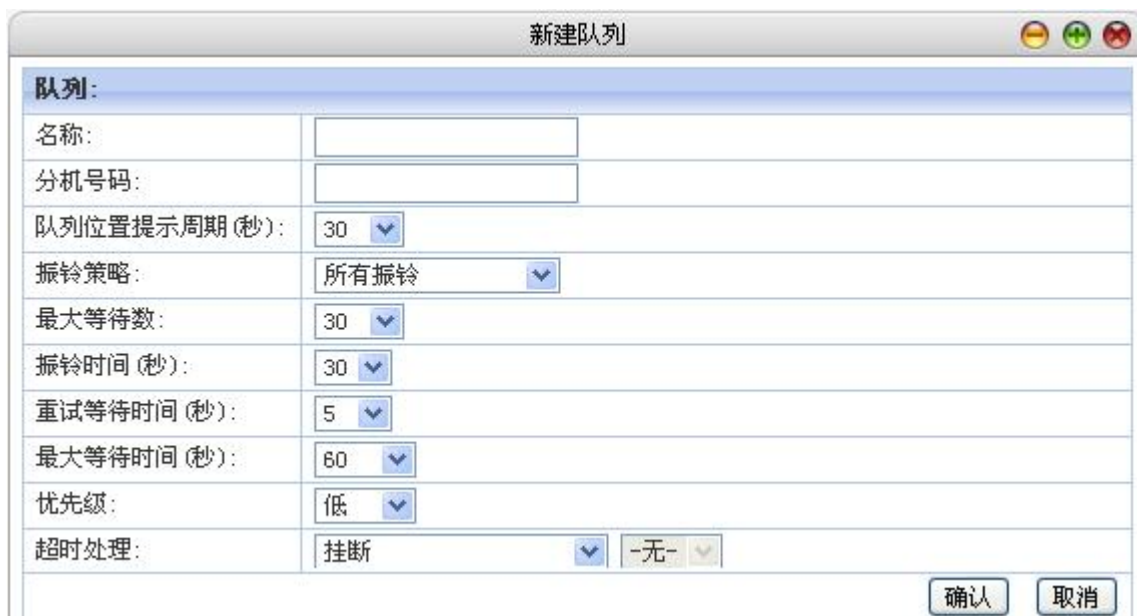 新建队列
队列:
名称:
分机号码:
队列位置提示周期(秒): 30
振铃策略: 所有振铃
最大等待数: 30
振铃时间(秒): 30
重试等待时间(秒): 5
最大等待时间(秒): 60
优先级: 低
超时处理: 挂断 -无-
确认 取消